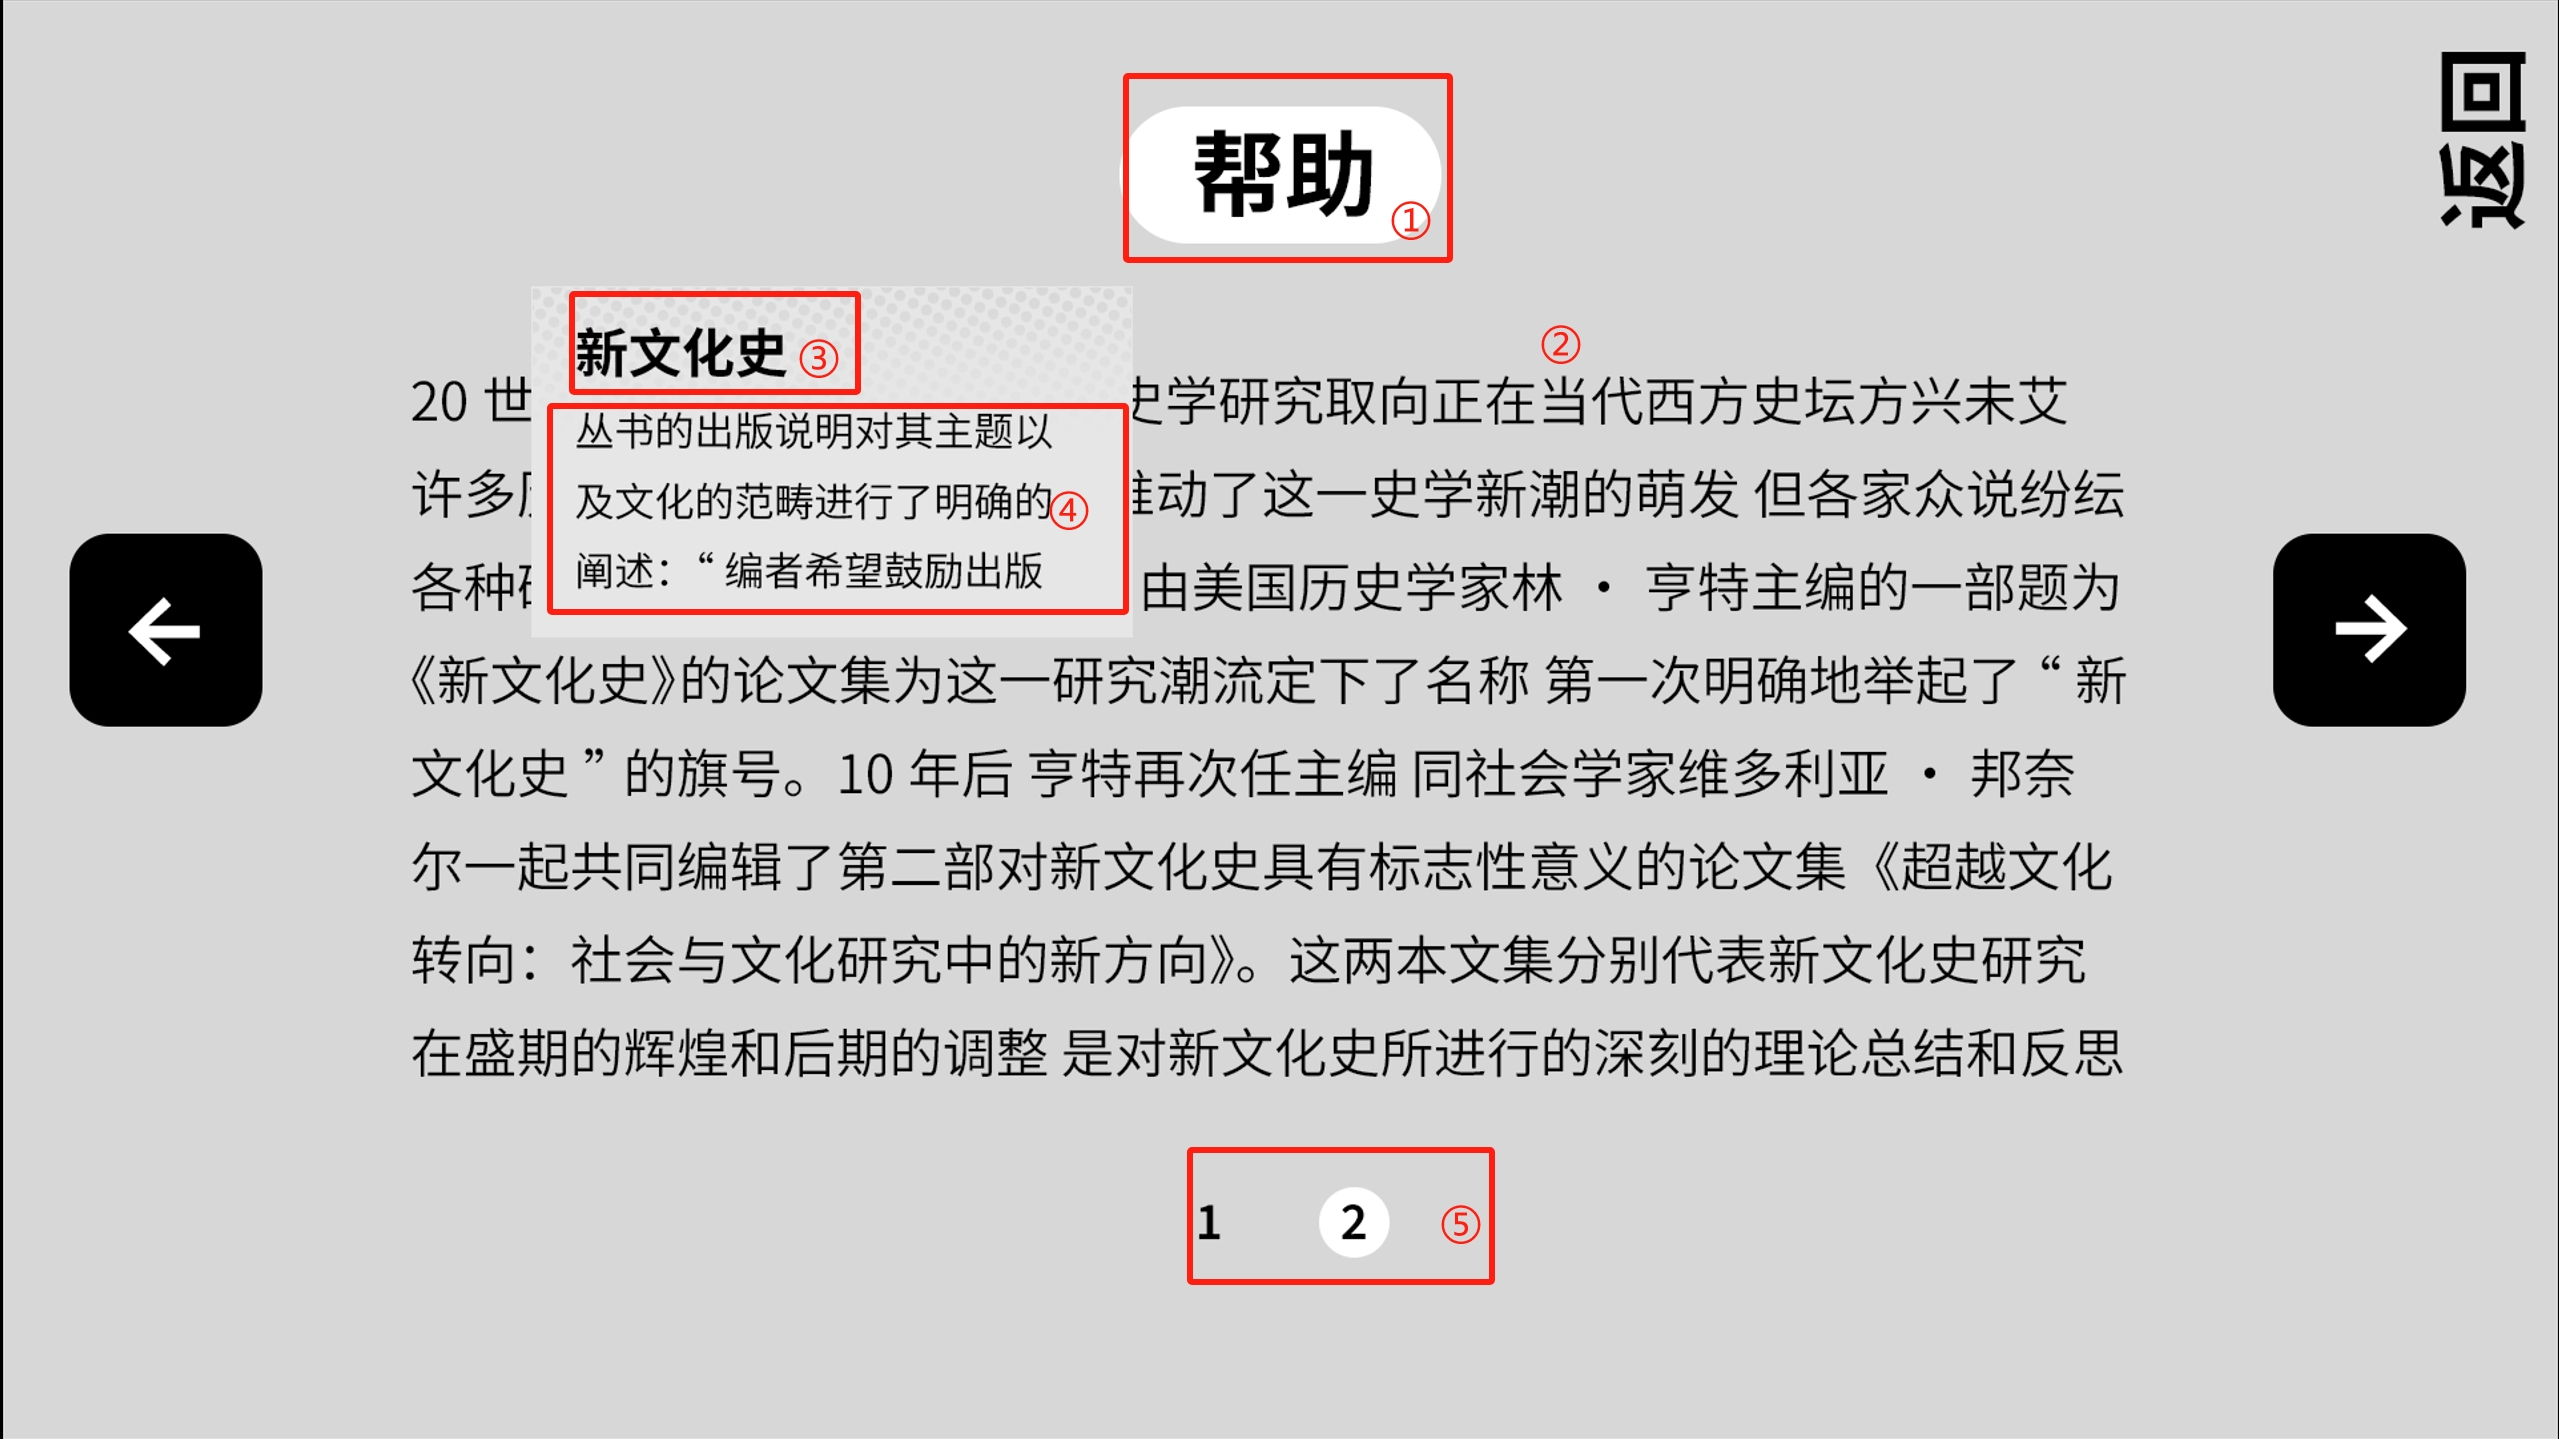 返回
帮助
①
新文化史 ③
②
20 世
史学研究取向正在当代西方史坛方兴未艾
丛书的出版说明对其主题以
及文化的范畴进行了明确的④
阐述：“ 编者希望鼓励出版
许多
动了这一史学新潮的萌发 但各家众说纷纭
各种
由美国历史学家林 · 亨特主编的一部题为
《新文化史》的论文集为这一研究潮流定下了名称 第一次明确地举起了 “ 新
文化史 ” 的旗号。10 年后 亨特再次任主编 同社会学家维多利亚 · 邦奈
尔一起共同编辑了第二部对新文化史具有标志性意义的论文集《超越文化
转向：社会与文化研究中的新方向》。这两本文集分别代表新文化史研究
在盛期的辉煌和后期的调整 是对新文化史所进行的深刻的理论总结和反思
←
→
1 2 ⑤